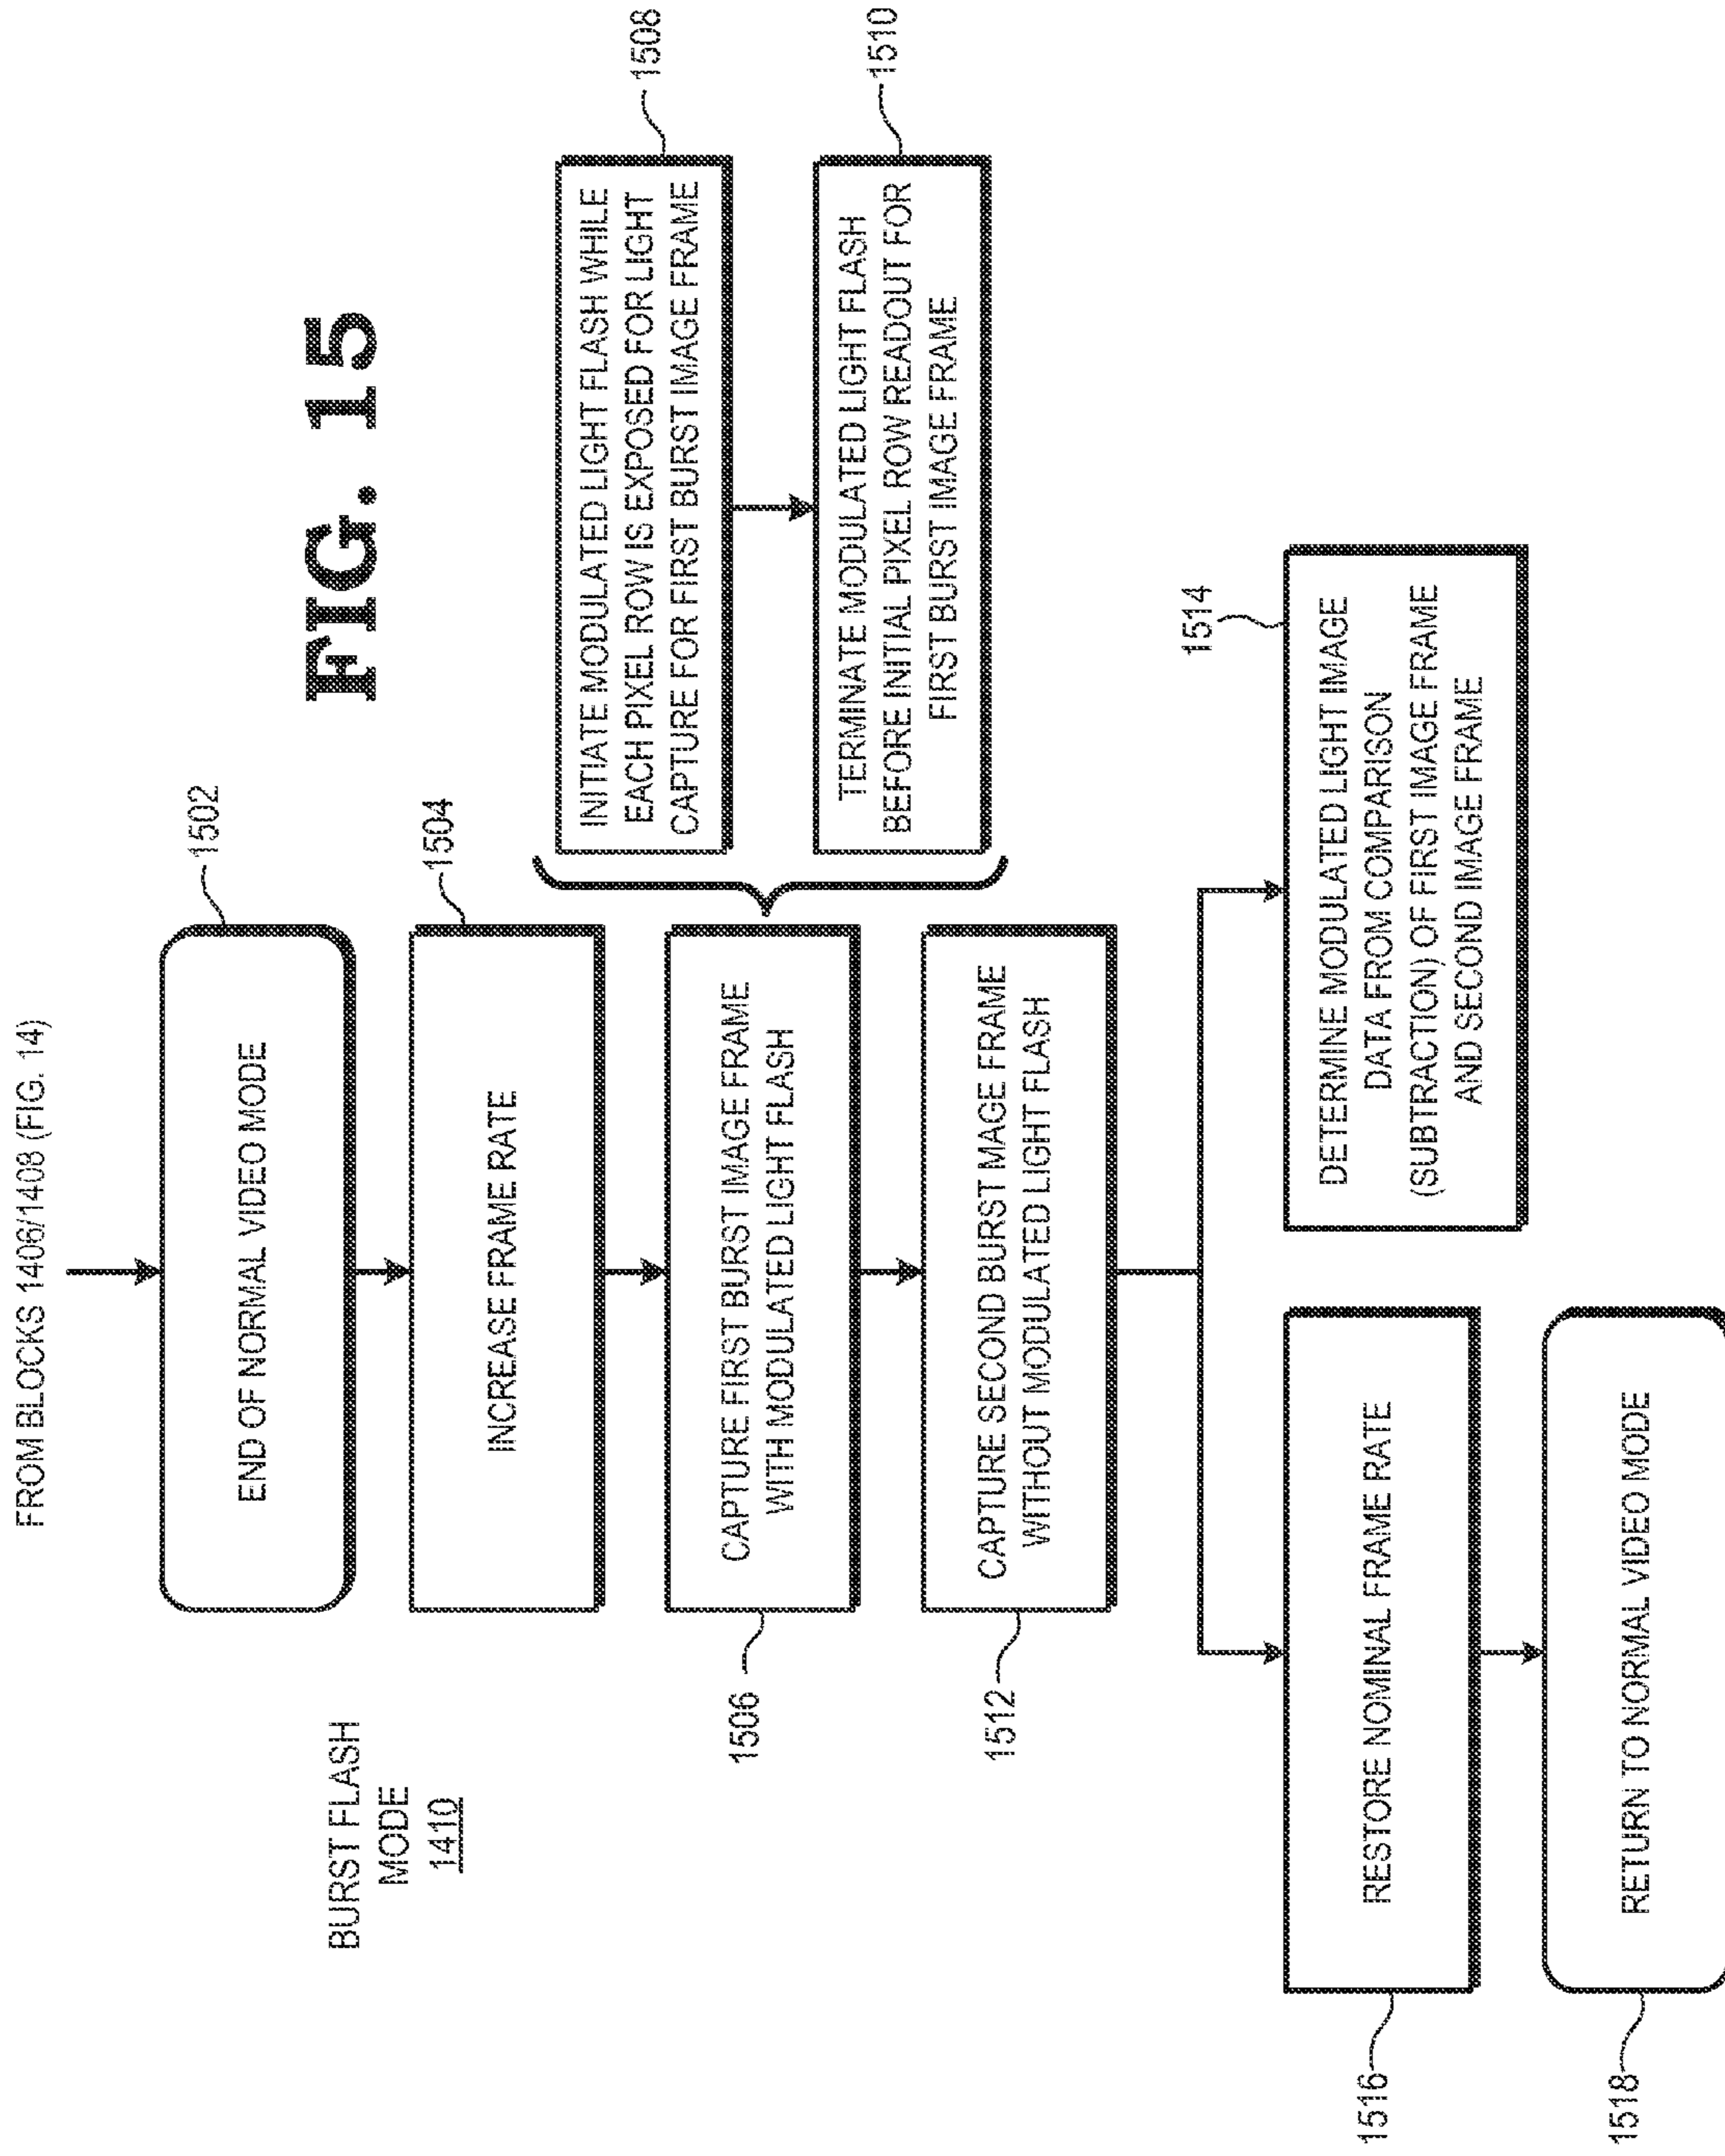 FROM BLOCKS 1406/1408 (FIG. 14)
FIG. 15
BURST FLASH
MODE
1410
END OF NORMAL VIDEO MODE
1502
INCREASE FRAME RATE
1504
CAPTURE FIRST BURST IMAGE FRAME
WITH MODULATED LIGHT FLASH
1506
INITIATE MODULATED LIGHT FLASH WHILE
EACH PIXEL ROW IS EXPOSED FOR LIGHT
CAPTURE FOR FIRST BURST IMAGE FRAME
1508
TERMINATE MODULATED LIGHT FLASH
BEFORE INITIAL PIXEL ROW READOUT FOR
FIRST BURST IMAGE FRAME
1510
CAPTURE SECOND BURST IMAGE FRAME
WITHOUT MODULATED LIGHT FLASH
1512
DETERMINE MODULATED LIGHT IMAGE
DATA FROM COMPARISON
(SUBTRACTION) OF FIRST IMAGE FRAME
AND SECOND IMAGE FRAME
1514
RESTORE NOMINAL FRAME RATE
1516
RETURN TO NORMAL VIDEO MODE
1518